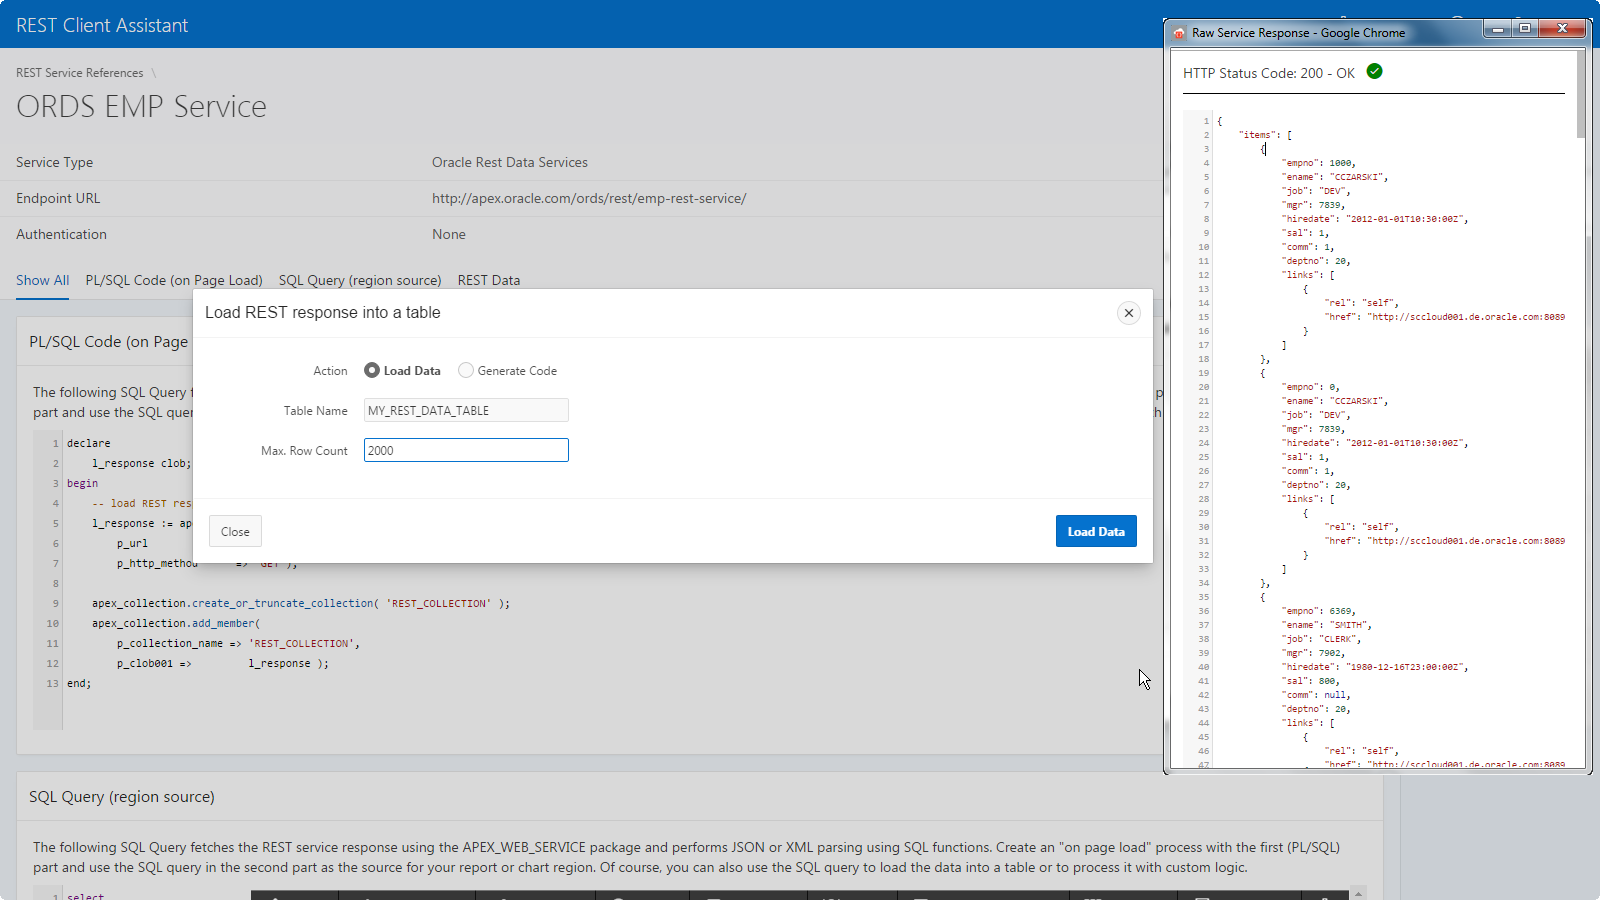 REST Client Assistant
REST Service References \
ORDS EMP Service
Service Type Oracle Rest Data Services
Endpoint URL http://apex.oracle.com/ords/rest/emp-rest-service/
Authentication None
Show All PL/SQL Code (on Page Load) SQL Query (region source) REST Data
PL/SQL Code (on Page
The following SQL Query
part and use the SQL
1 declare
2 l_response clob;
3 begin
4 -- load REST
5 l_response :=
6 p_url
7 p_http_method => 'GET' );
8
9 apex_collection.create_or_truncate_collection( 'REST_COLLECTION' );
10 apex_collection.add_member(
11 p_collection_name => 'REST_COLLECTION',
12 p_clob001 => l_response );
13 end;
Load REST response into a table
Action Load Data Generate Code
Table Name MY_REST_DATA_TABLE
Max. Row Count 2000
Close Load Data
SQL Query (region source)
The following SQL Query fetches the REST service response using the APEX_WEB_SERVICE package and performs JSON or XML parsing using SQL functions. Create an "on page load" process with the first (PL/SQL)
part and use the SQL query in the second part as the source for your report or chart region. Of course, you can also use the SQL query to load the data into a table or to process it with custom logic.
1 select
Raw Service Response - Google Chrome
HTTP Status Code: 200 - OK
1 {
2 "items": [
3 {
4 "empno": 1000,
5 "ename": "CCZARSKI",
6 "job": "DEV",
7 "mgr": 7839,
8 "hiredate": "2012-01-01T10:30:00Z",
9 "sal": 1,
10 "comm": 1,
11 "deptno": 20,
12 "links": [
13 {
14 "rel": "self",
15 "href": "http://sccloud001.de.oracle.com:8089
16 }
17 ]
18 },
19 {
20 "empno": 0,
21 "ename": "CCZARSKI",
22 "job": "DEV",
23 "mgr": 7839,
24 "hiredate": "2012-01-01T10:30:00Z",
25 "sal": 1,
26 "comm": 1,
27 "deptno": 20,
28 "links": [
29 {
30 "rel": "self",
31 "href": "http://sccloud001.de.oracle.com:8089
32 }
33 ]
34 },
35 {
36 "empno": 6369,
37 "ename": "SMITH",
38 "job": "CLERK",
39 "mgr": 7902,
40 "hiredate": "1980-12-16T23:00:00Z",
41 "sal": 800,
42 "comm": null,
43 "deptno": 20,
44 "links": [
45 {
46 "rel": "self",
47 "href": "http://sccloud001.de.oracle.com:8089